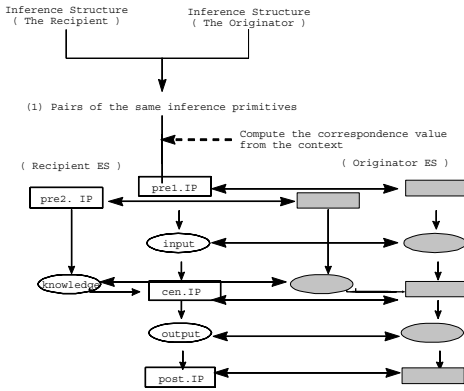 Inference Structure
( The Recipient )
Inference Structure
( The Originator )
(1) Pairs of the same inference primitives
Compute the correspondence value
from the context
( Recipient ES )
( Originator ES )
pre1.IP
pre2. IP
input
knowledge
cen.IP
output
post.IP